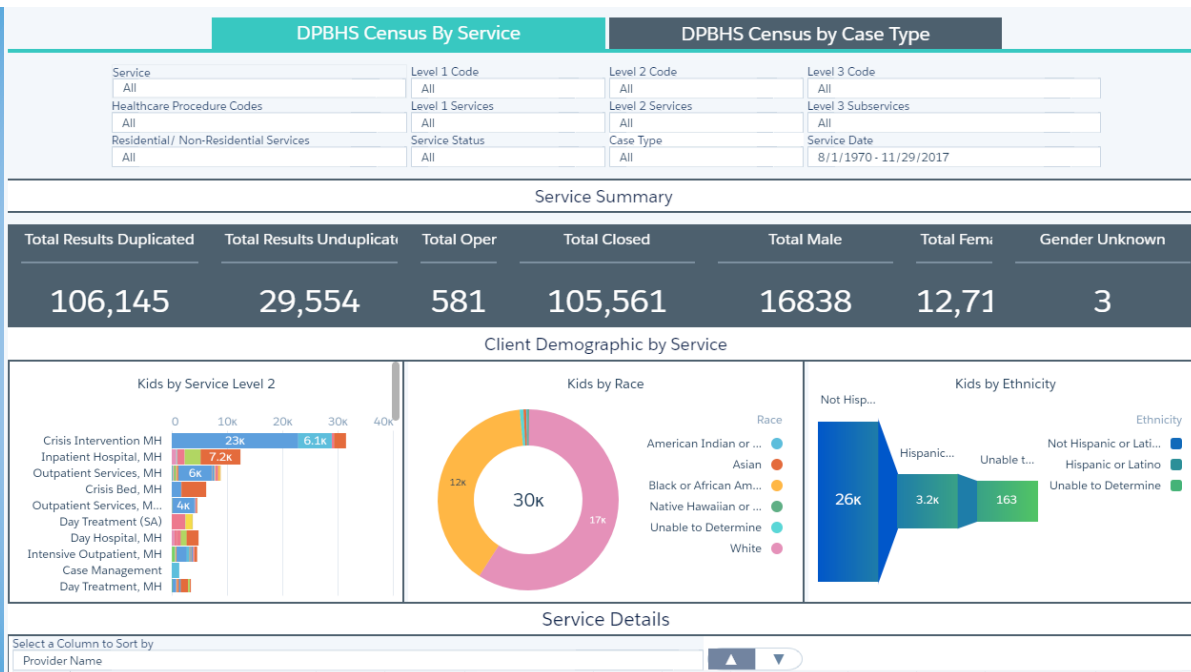 DPBHS Census By Service DPBHS Census by Case Type
Service Level 1 Code Level 2 Code Level 3 Code
All All All All
Healthcare Procedure Codes Level 1 Services Level 2 Services Level 3 Subservices
All All All All
Residential/ Non-Residential Services Service Status Case Type Service Date
All All All 8/1/1970 - 11/29/2017
Service Summary
Total Results Duplicated Total Results Unduplicat Total Oper Total Closed Total Male Total Fema Gender Unknown
106,145 29,554 581 105,561 16838 12,71 3
Client Demographic by Service
Kids by Service Level 2
0 10K 20K 30K 40K
Crisis Intervention MH 23K 6.1K
Inpatient Hospital, MH 7.2K
Outpatient Services, MH 6K
Crisis Bed, MH
Outpatient Services, M... 4K
Day Treatment (SA)
Day Hospital, MH
Intensive Outpatient, MH
Case Management
Day Treatment, MH
Kids by Race
12K
30K
17K
Race
American Indian or ...
Asian
Black or African Am...
Native Hawaiian or ...
Unable to Determine
White
Kids by Ethnicity
Not Hisp...
Hispanic...
Unable t...
26K 3.2K 163
Ethnicity
Not Hispanic or Lati...
Hispanic or Latino
Unable to Determine
Service Details
Select a Column to Sort by
Provider Name